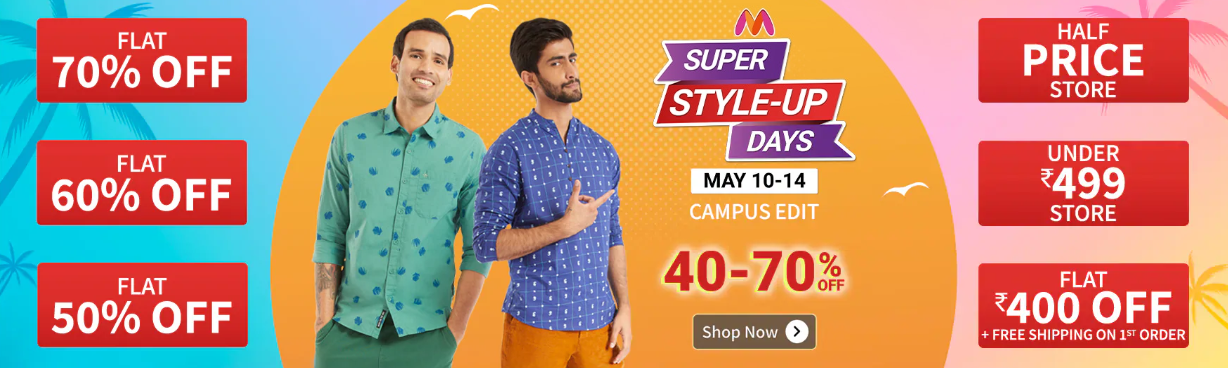 FLAT
70% OFF
FLAT
60% OFF
FLAT
50% OFF
SUPER
STYLE-UP
DAYS
MAY 10-14
CAMPUS EDIT
40-70% OFF
Shop Now
HALF
PRICE
STORE
UNDER
₹499
STORE
FLAT
₹400 OFF
+ FREE SHIPPING ON 1ST ORDER